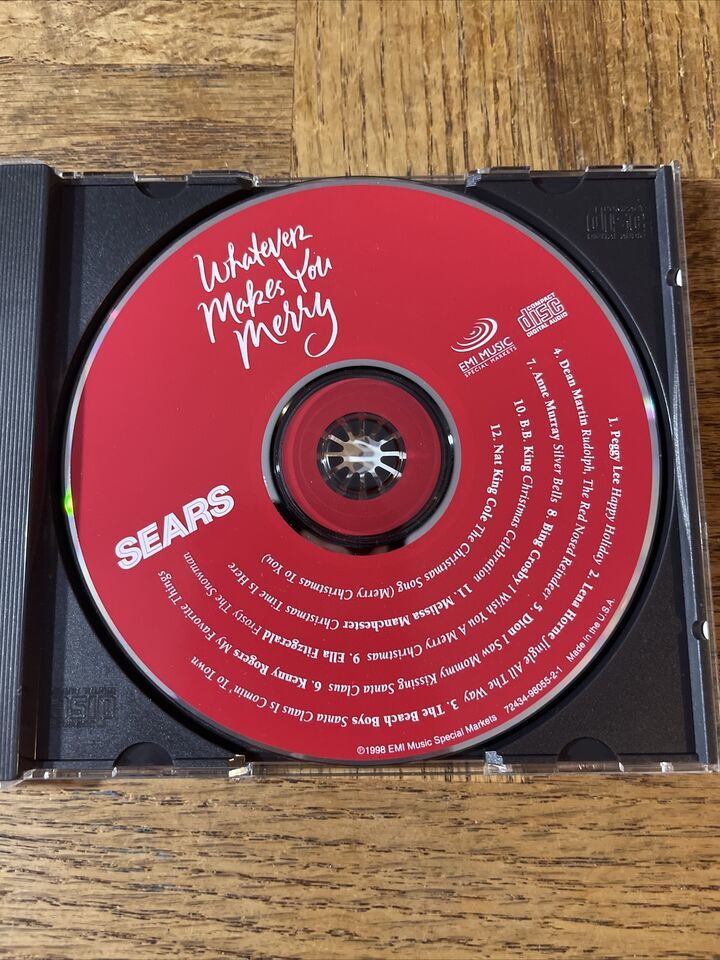 Whatever
Makes You
Merry
EMI MUSIC
SPECIAL MARKETS
COMPACT
disc
DIGITAL AUDIO
SEARS
1. Peggy Lee Happy Holiday 2. Lena Horne Jingle All The Way 3. The Beach Boys Santa Claus Is Comin' To Town
4. Dean Martin Rudolph, The Red Nosed Reindeer 5. Dion I Saw Mommy Kissing Santa Claus 6. Kenny Rogers My Favorite Things
7. Anne Murray Silver Bells 8. Bing Crosby I Wish You A Merry Christmas 9. Ella Fitzgerald Frosty The Snowman
10. B.B. King Christmas Celebration 11. Melissa Manchester Christmas Time Is Here
12. Nat King Cole The Christmas Song (Merry Christmas To You)
Made in the U.S.A. 72434-98055-2-1 ℗1998 EMI Music Special Markets
disc